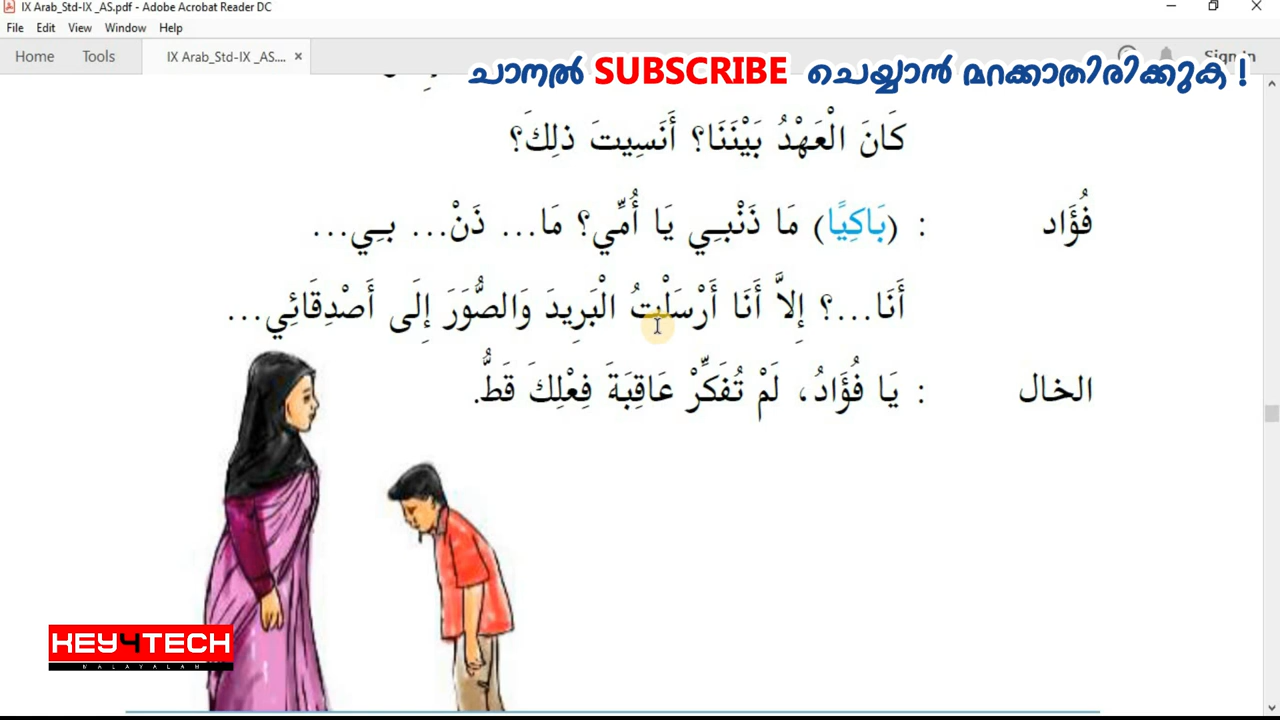 IX Arab_Std-IX _AS.pdf - Adobe Acrobat Reader DC
File Edit View Window Help
Home Tools IX Arab_Std-IX _AS.... × Sign In
ചാനൽ SUBSCRIBE ചെയ്യാൻ മറക്കാതിരിക്കുക !
كَانَ الْعَهْدُ بَيْنَنَا؟ أَنَسِيتَ ذلِكَ؟
فُؤَاد : (بَاكِيًا) مَا ذَنْبِي يَا أُمِّي؟ مَا... ذَنْ... بِي...
أَنَا...؟ إِلاَّ أَنَا أَرْسَلْتُ الْبَرِيدَ وَالصُّوَرَ إِلَى أَصْدِقَائِي...
الخال : يَا فُؤَادُ، لَمْ تُفَكِّرْ عَاقِبَةَ فِعْلِكَ قَطُّ.
KEY4TECH
MALAYALAM